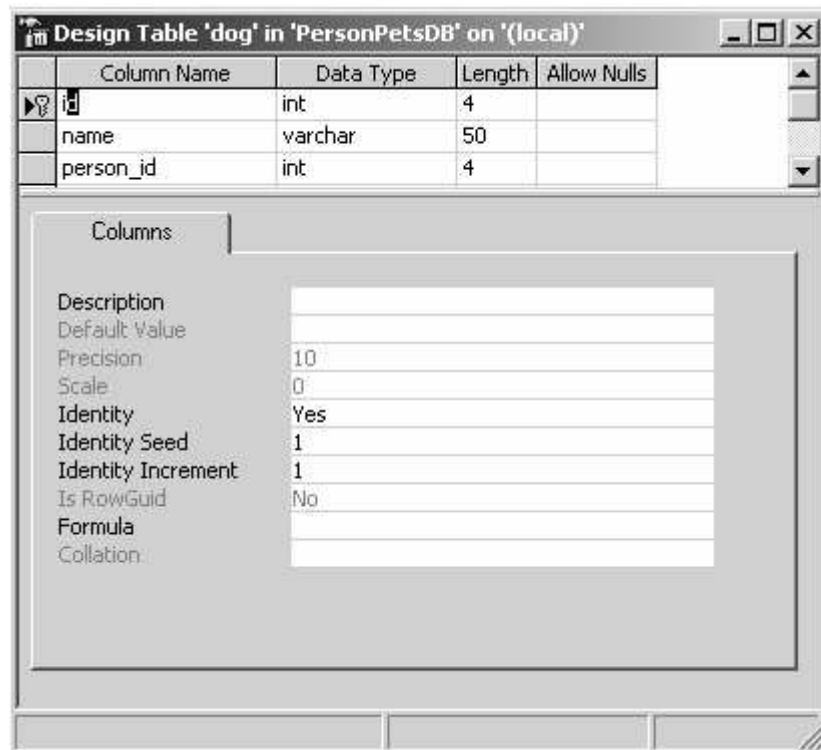 Design Table 'dog' in 'PersonPetsDB' on '(local)'
Column Name Data Type Length Allow Nulls
id int 4
name varchar 50
person_id int 4
Columns
Description
Default Value
Precision 10
Scale 0
Identity Yes
Identity Seed 1
Identity Increment 1
Is RowGuid No
Formula
Collation